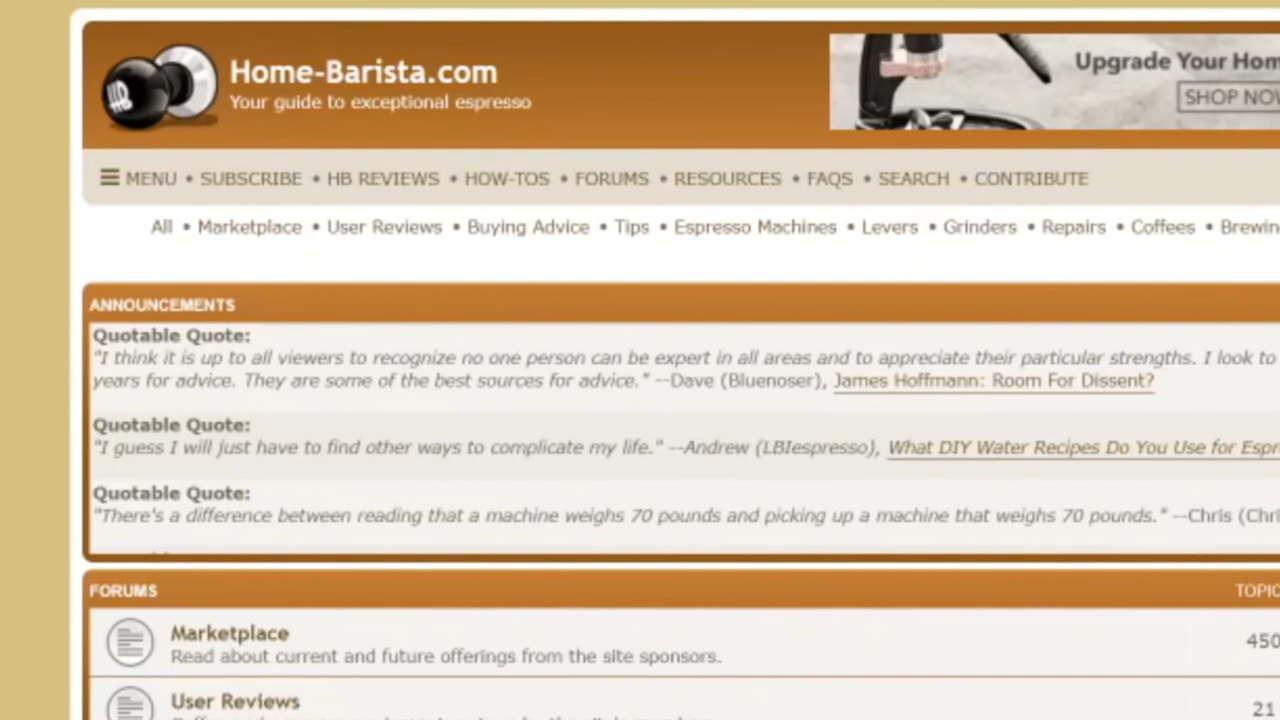 Home-Barista.com
Your guide to exceptional espresso
Upgrade Your Hom
SHOP NOW
MENU • SUBSCRIBE • HB REVIEWS • HOW-TOS • FORUMS • RESOURCES • FAQS • SEARCH • CONTRIBUTE
All • Marketplace • User Reviews • Buying Advice • Tips • Espresso Machines • Levers • Grinders • Repairs • Coffees • Brewin
ANNOUNCEMENTS
Quotable Quote:
"I think it is up to all viewers to recognize no one person can be expert in all areas and to appreciate their particular strengths. I look to
years for advice. They are some of the best sources for advice." --Dave (Bluenoser), James Hoffmann: Room For Dissent?
Quotable Quote:
"I guess I will just have to find other ways to complicate my life." --Andrew (LBIespresso), What DIY Water Recipes Do You Use for Espr
Quotable Quote:
"There's a difference between reading that a machine weighs 70 pounds and picking up a machine that weighs 70 pounds." --Chris (Chri
FORUMS
TOPIC
Marketplace
450
Read about current and future offerings from the site sponsors.
User Reviews
21